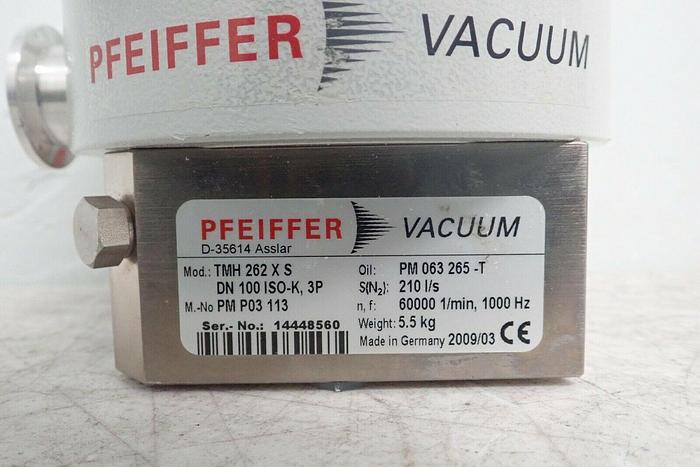 PFEIFFER VACUUM
PFEIFFER VACUUM
D-35614 Asslar
Mod.: TMH 262 X S
DN 100 ISO-K, 3P
M.-No PM P03 113
Ser.- No.: 14448560
Oil: PM 063 265 -T
S(N₂): 210 l/s
n, f: 60000 1/min, 1000 Hz
Weight: 5.5 kg
Made in Germany 2009/03 CE